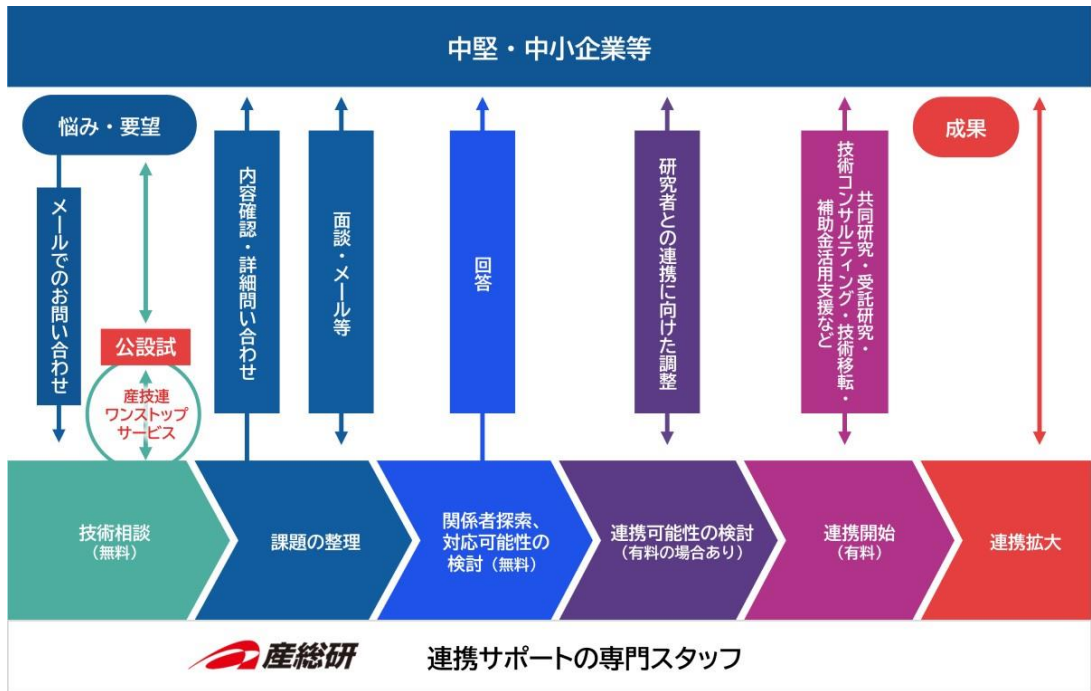 中堅・中小企業等
悩み・要望
成果
メールでのお問い合わせ
公設試
産技連
ワンストップ
サービス
内容確認・詳細問い合わせ
面談・メール等
回答
研究者との連携に向けた調整
共同研究・受託研究・
技術コンサルティング・技術移転・
補助金活用支援など
技術相談
（無料）
課題の整理
関係者探索、
対応可能性の
検討（無料）
連携可能性の検討
（有料の場合あり）
連携開始
（有料）
連携拡大
産総研 連携サポートの専門スタッフ